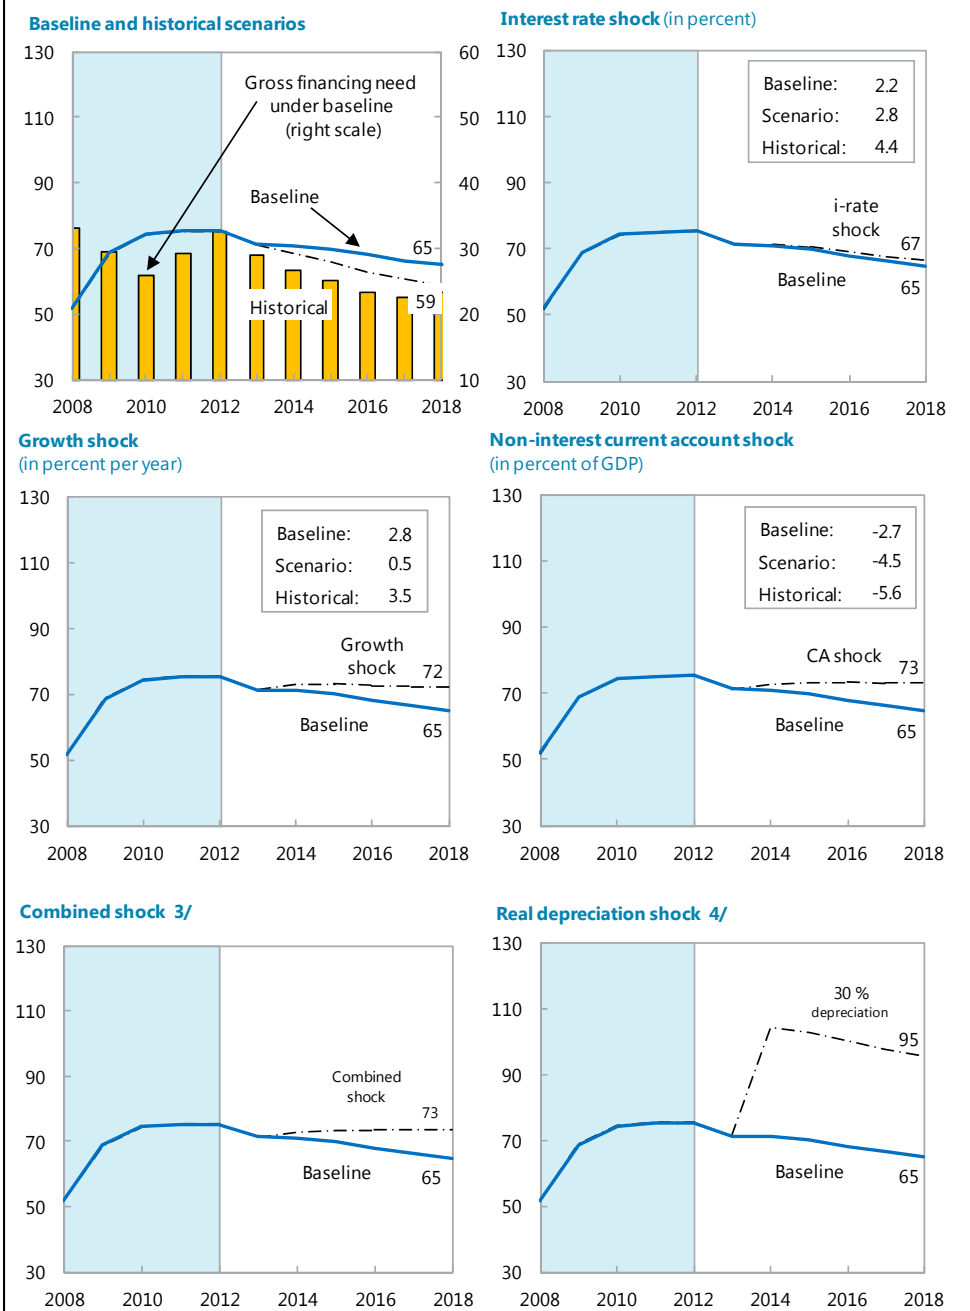 Baseline and historical scenarios
130
110
90
70
50
30
60
50
40
30
20
10
Gross financing need
under baseline
(right scale)
Baseline
65
Historical
59
2008 2010 2012 2014 2016 2018
Interest rate shock (in percent)
130
110
90
70
50
30
Baseline: 2.2
Scenario: 2.8
Historical: 4.4
i-rate
shock
67
Baseline
65
2008 2010 2012 2014 2016 2018
Growth shock
(in percent per year)
130
110
90
70
50
30
Baseline: 2.8
Scenario: 0.5
Historical: 3.5
Growth
shock
72
Baseline
65
2008 2010 2012 2014 2016 2018
Non-interest current account shock
(in percent of GDP)
130
110
90
70
50
30
Baseline: -2.7
Scenario: -4.5
Historical: -5.6
CA shock
73
Baseline
65
2008 2010 2012 2014 2016 2018
Combined shock 3/
130
110
90
70
50
30
Combined
shock
73
Baseline
65
2008 2010 2012 2014 2016 2018
Real depreciation shock 4/
130
110
90
70
50
30
30 %
depreciation
95
Baseline
65
2008 2010 2012 2014 2016 2018